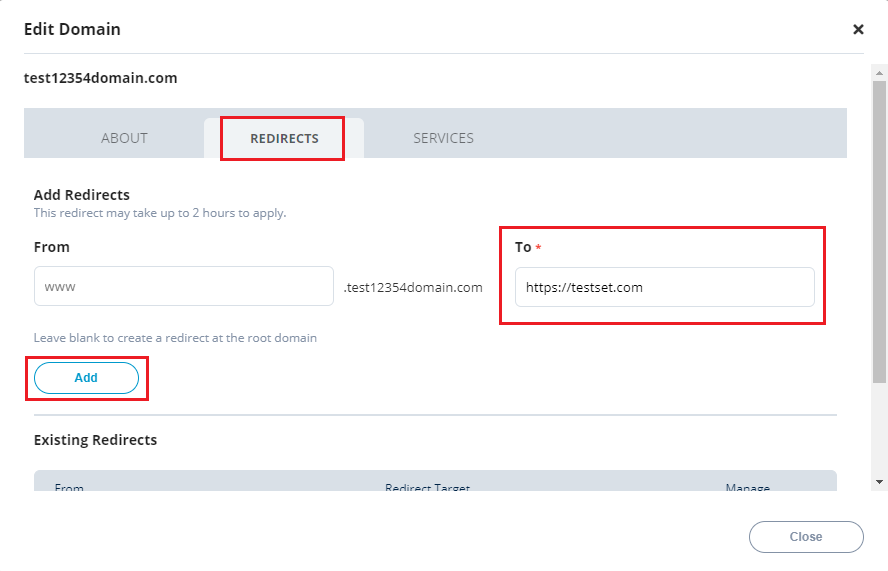 Edit Domain ×
test12354domain.com
ABOUT REDIRECTS SERVICES
Add Redirects
This redirect may take up to 2 hours to apply.
From To *
www .test12354domain.com https://testset.com
Leave blank to create a redirect at the root domain
Add
Existing Redirects
From Redirect Target Manage
Close